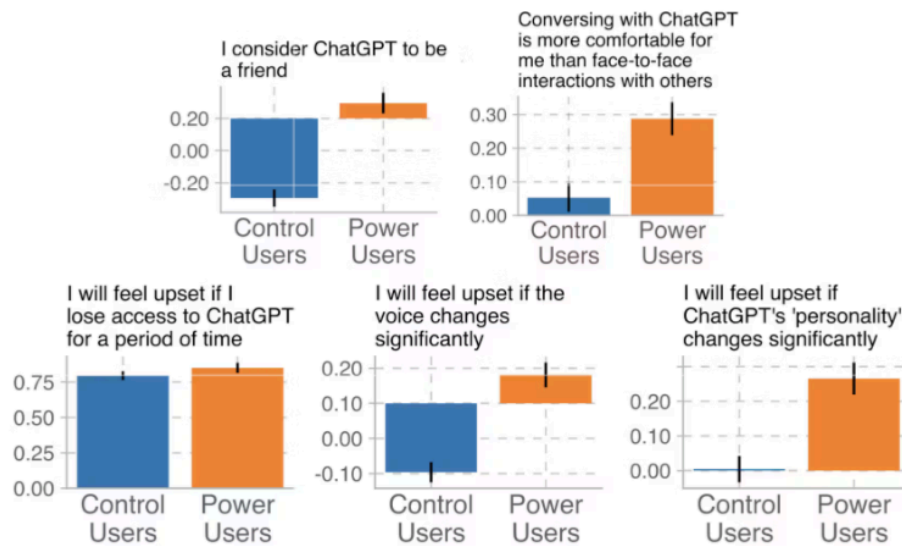 I consider ChatGPT to be
a friend
0.20
0.00
-0.20
Control
Users
Power
Users
Conversing with ChatGPT
is more comfortable for
me than face-to-face
interactions with others
0.30
0.20
0.10
0.00
Control
Users
Power
Users
I will feel upset if I
lose access to ChatGPT
for a period of time
0.75
0.50
0.25
0.00
Control
Users
Power
Users
I will feel upset if the
voice changes
significantly
0.20
0.10
0.00
-0.10
Control
Users
Power
Users
I will feel upset if
ChatGPT's 'personality'
changes significantly
0.20
0.10
0.00
Control
Users
Power
Users